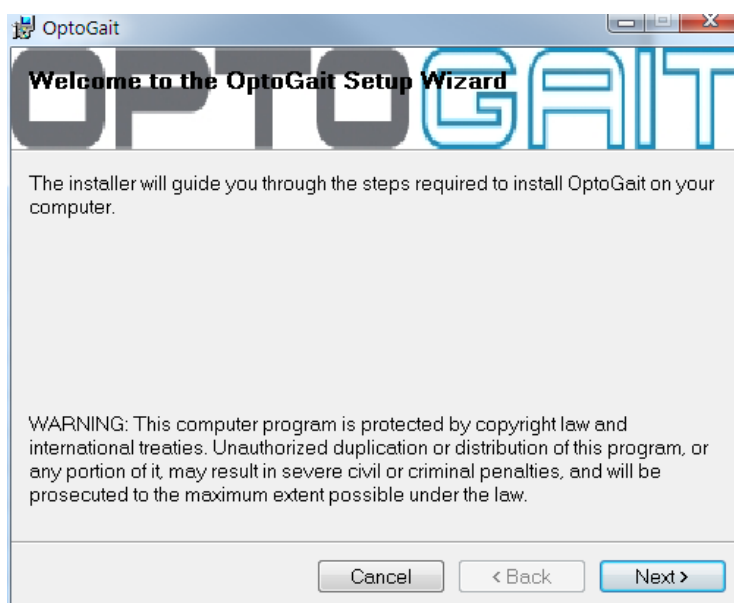 OptoGait
OPTOGAIT
Welcome to the OptoGait Setup Wizard
The installer will guide you through the steps required to install OptoGait on your
computer.
WARNING: This computer program is protected by copyright law and
international treaties. Unauthorized duplication or distribution of this program, or
any portion of it, may result in severe civil or criminal penalties, and will be
prosecuted to the maximum extent possible under the law.
Cancel < Back Next >